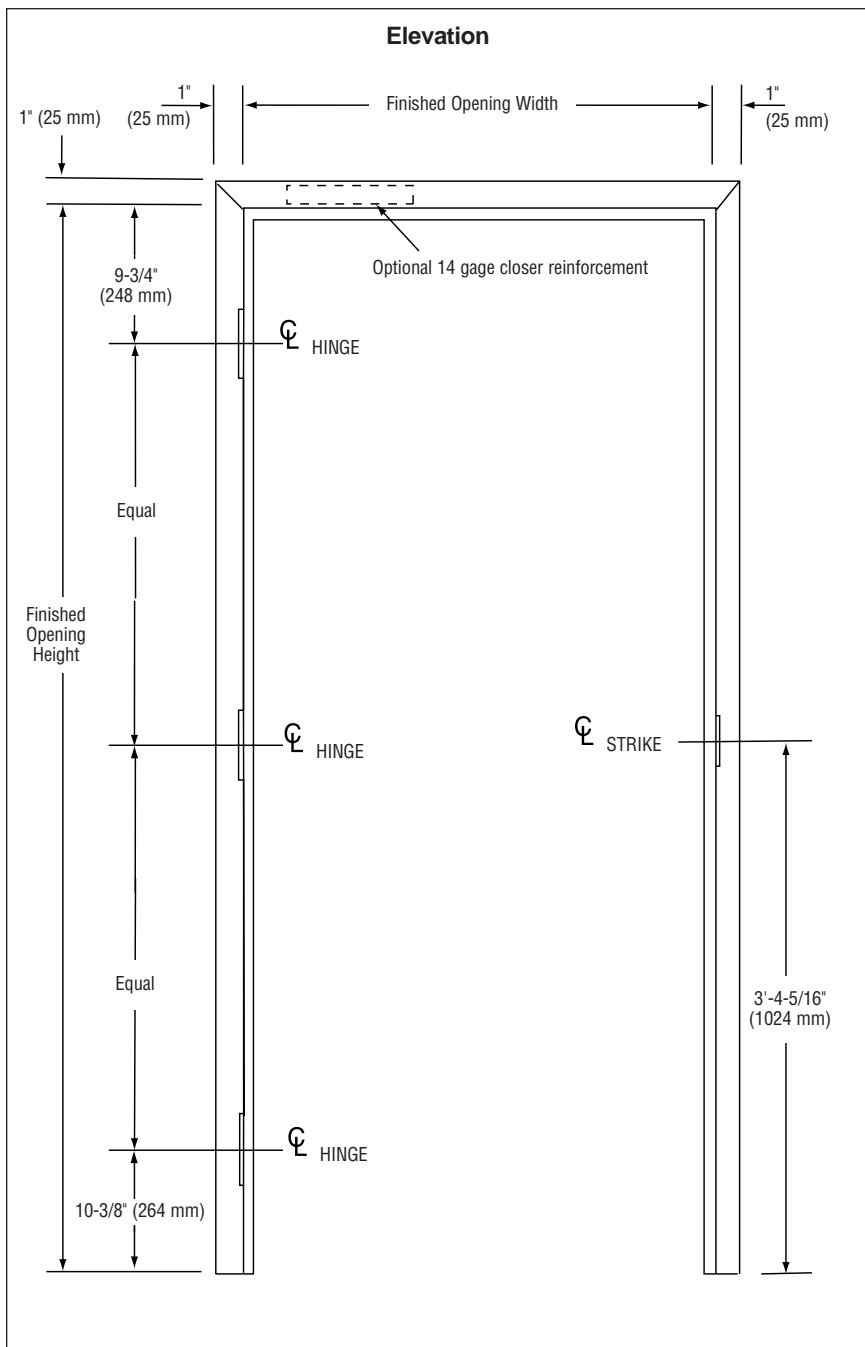 Elevation
1"
(25 mm)
Finished Opening Width
1"
(25 mm)
1" (25 mm)
Optional 14 gage closer reinforcement
9-3/4"
(248 mm)
℄ HINGE
Equal
Finished
Opening
Height
℄ HINGE
℄ STRIKE
Equal
3'-4-5/16"
(1024 mm)
℄ HINGE
10-3/8" (264 mm)